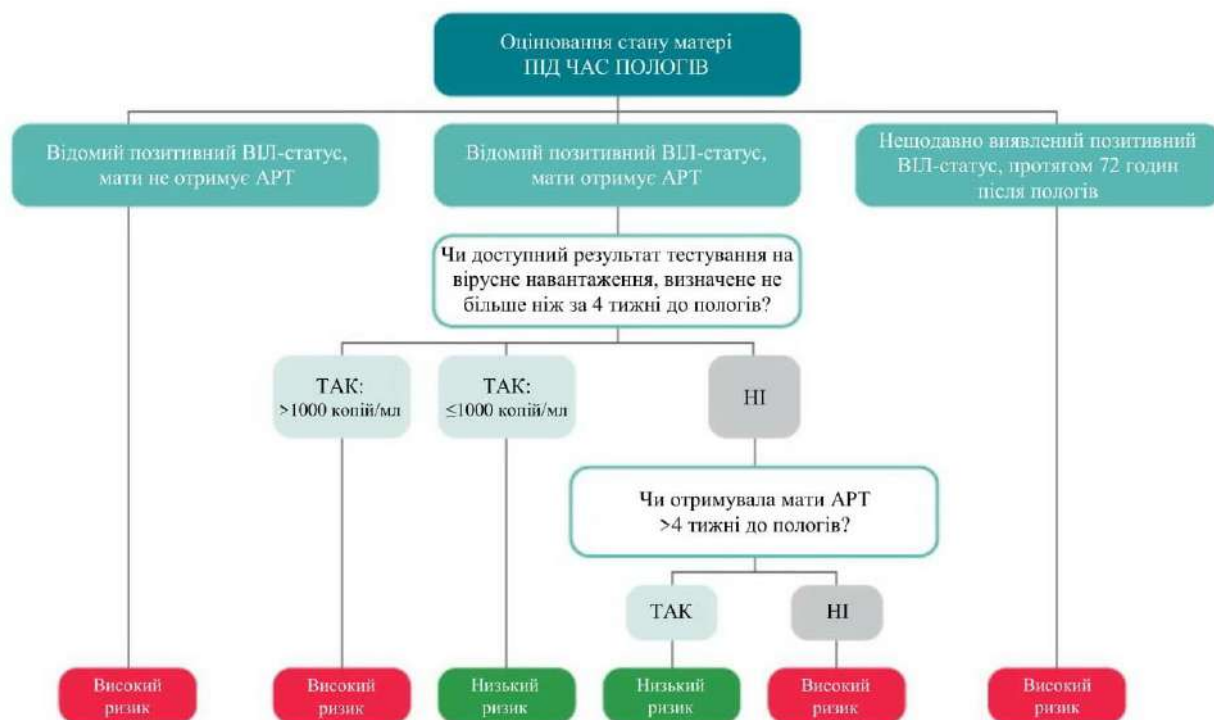 Оцінювання стану матері
ПІД ЧАС ПОЛОГІВ
Відомий позитивний ВІЛ-статус,
мати не отримує АРТ
Відомий позитивний ВІЛ-статус,
мати отримує АРТ
Нещодавно виявлений позитивний
ВІЛ-статус, протягом 72 годин
після пологів
Чи доступний результат тестування на
вірусне навантаження, визначене не
більше ніж за 4 тижні до пологів?
ТАК:
>1000 копій/мл
ТАК:
≤1000 копій/мл
НІ
Чи отримувала мати АРТ
>4 тижні до пологів?
ТАК
НІ
Високий
ризик
Високий
ризик
Низький
ризик
Низький
ризик
Високий
ризик
Високий
ризик